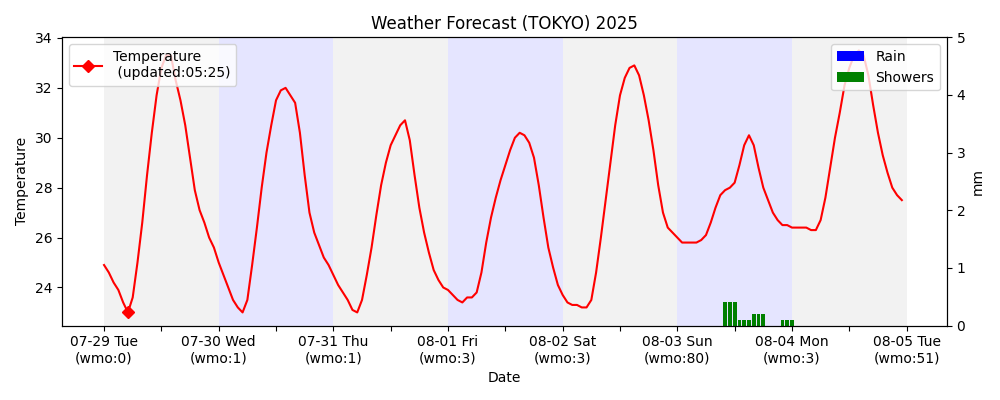 Weather Forecast (TOKYO) 2025
Temperature
(updated:05:25)
Rain
Showers
34
32
30
28
26
24
Temperature
5
4
3
2
1
0
mm
07-29 Tue
(wmo:0)
07-30 Wed
(wmo:1)
07-31 Thu
(wmo:1)
08-01 Fri
(wmo:3)
08-02 Sat
(wmo:3)
08-03 Sun
(wmo:80)
08-04 Mon
(wmo:3)
08-05 Tue
(wmo:51)
Date